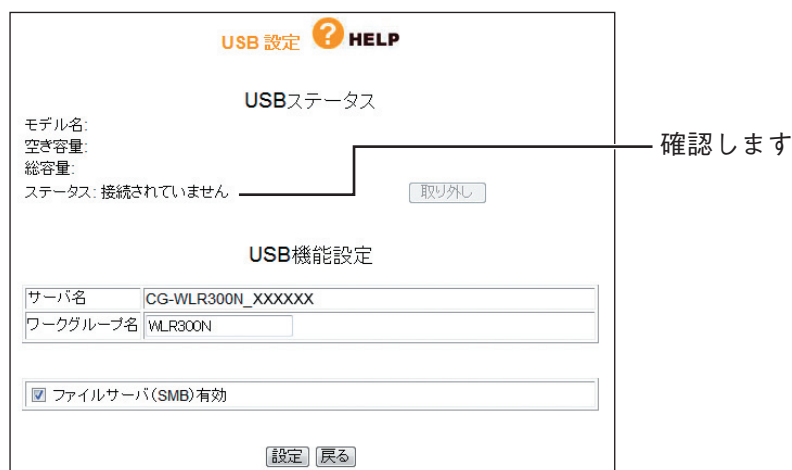 USB 設定 ? HELP
USBステータス
モデル名:
空き容量:
総容量:
ステータス: 接続されていません
取り外し
確認します
USB機能設定
サーバ名 CG-WLR300N_XXXXXX
ワークグループ名 WLR300N
ファイルサーバ(SMB)有効
設定 戻る